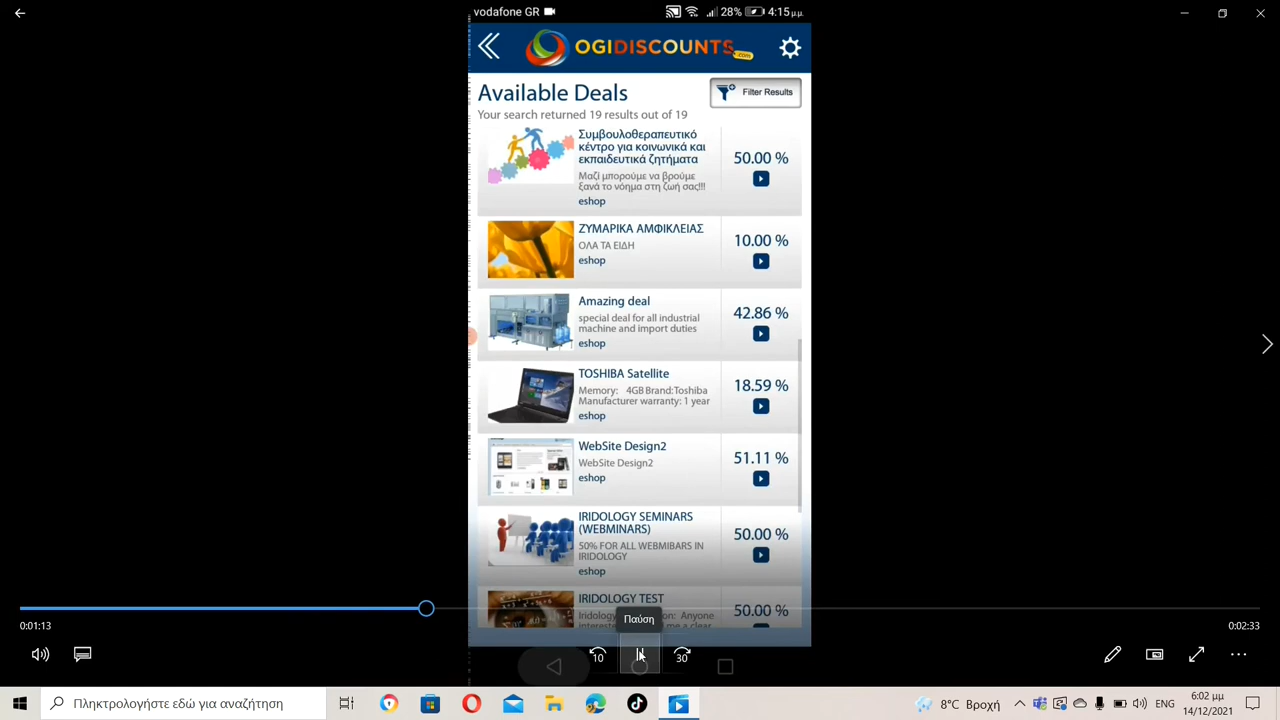 vodafone GR 28% 4:15 μ.μ.
OGIDISCOUNTS.com
Available Deals
Filter Results
Your search returned 19 results out of 19
Συμβουλοθεραπευτικό
κέντρο για κοινωνικά και
εκπαιδευτικά ζητήματα
50.00 %
Μαζί μπορούμε να βρούμε
ξανά το νόημα στη ζωή σας!!!
eshop
ΖΥΜΑΡΙΚΑ ΑΜΦΙΚΛΕΙΑΣ
10.00 %
ΟΛΑ ΤΑ ΕΙΔΗ
eshop
Amazing deal
42.86 %
special deal for all industrial
machine and import duties
eshop
TOSHIBA Satellite
18.59 %
Memory: 4GB Brand:Toshiba
Manufacturer warranty: 1 year
eshop
WebSite Design2
51.11 %
WebSite Design2
eshop
IRIDOLOGY SEMINARS
(WEBMINARS)
50.00 %
50% FOR ALL WEBMIBARS IN
IRIDOLOGY
eshop
IRIDOLOGY TEST
50.00 %
Παύση
0:01:13
0:02:33
10
30
Πληκτρολογήστε εδώ για αναζήτηση
8°C Βροχή
ENG
6:02 μμ
14/12/2021